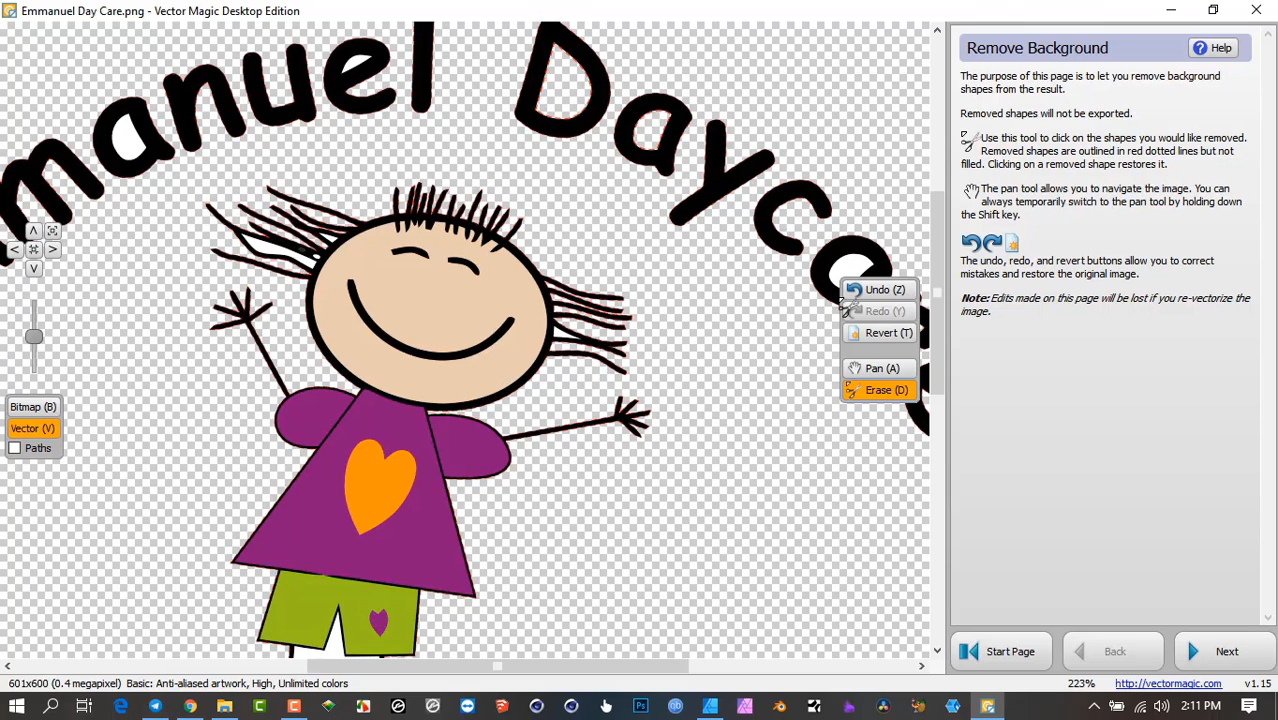 Emmanuel Day Care.png - Vector Magic Desktop Edition
manuel Dayca
Remove Background
Help
The purpose of this page is to let you remove background
shapes from the result.
Removed shapes will not be exported.
Use this tool to click on the shapes you would like removed.
Removed shapes are outlined in red dotted lines but not
filled. Clicking on a removed shape restores it.
The pan tool allows you to navigate the image. You can
always temporarily switch to the pan tool by holding down
the Shift key.
The undo, redo, and revert buttons allow you to correct
mistakes and restore the original image.
Note: Edits made on this page will be lost if you re-vectorize the
image.
Undo (Z)
Redo (Y)
Revert (T)
Pan (A)
Erase (D)
Bitmap (B)
Vector (V)
Paths
Start Page
Back
Next
601x600 (0.4 megapixel) Basic: Anti-aliased artwork, High, Unlimited colors
223%
http://vectormagic.com
v1.15
2:11 PM